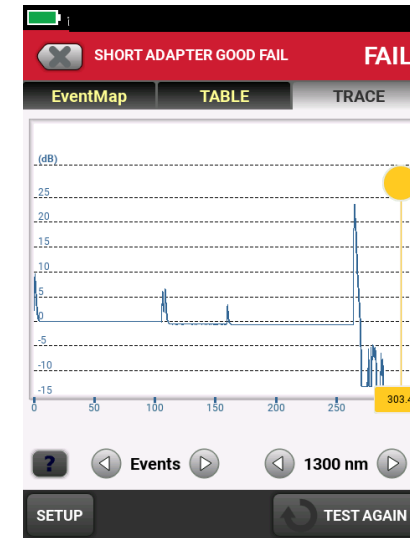 SHORT ADAPTER GOOD FAIL FAIL
EventMap TABLE TRACE
(dB)
25
20
15
10
5
0
-5
-10
-15
0 50 100 150 200 250 303.4
? Events 1300 nm
SETUP TEST AGAIN